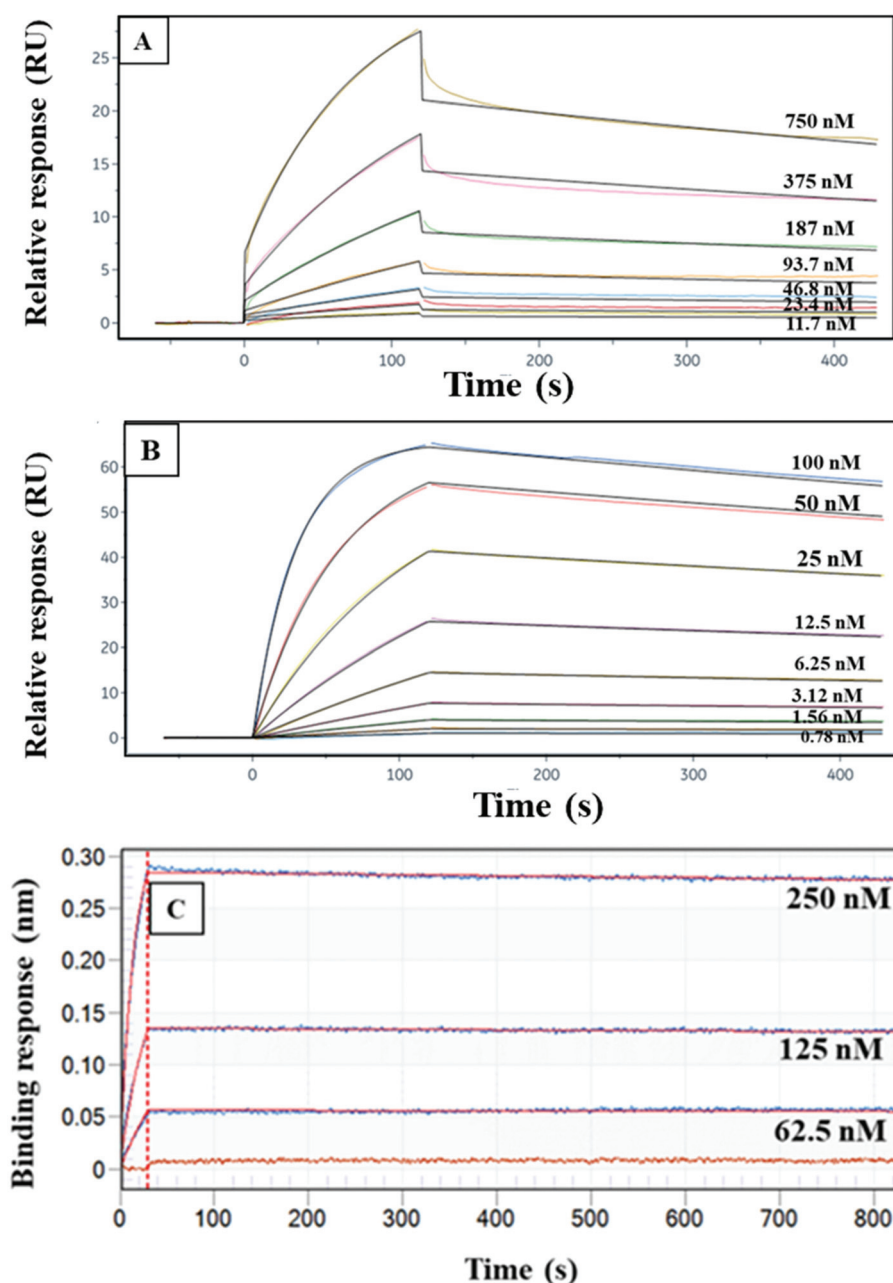 A
Relative response (RU)
25
20
15
10
5
0
750 nM
375 nM
187 nM
93.7 nM
46.8 nM
23.4 nM
11.7 nM
0
100
200
300
400
Time (s)
B
Relative response (RU)
60
50
40
30
20
10
0
100 nM
50 nM
25 nM
12.5 nM
6.25 nM
3.12 nM
1.56 nM
0.78 nM
0
100
200
300
400
Time (s)
C
Binding response (nm)
0.30
0.25
0.20
0.15
0.10
0.05
0
250 nM
125 nM
62.5 nM
0
100
200
300
400
500
600
700
800
Time (s)